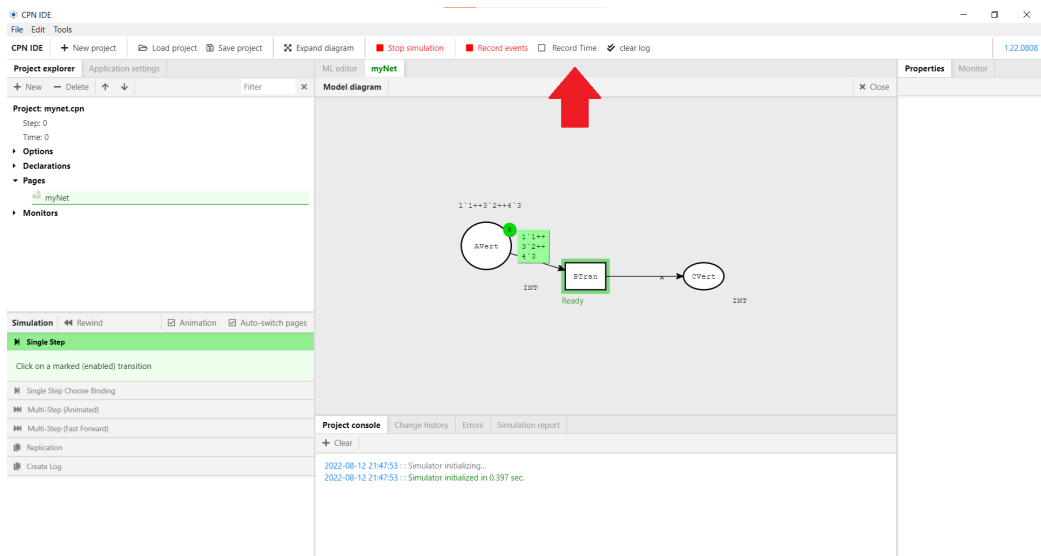 CPN IDE
File Edit Tools
CPN IDE + New project Load project Save project Expand diagram Stop simulation Record events Record Time clear log 1.22.0808
Project explorer Application settings ML editor myNet Properties Monitor
+ New − Delete Filter × Model diagram × Close
Project: mynet.cpn
Step: 0
Time: 0
Options
Declarations
Pages
myNet
Monitors
1`1++3`2++4`3
8
1`1++
3`2++
4`3
AVert
BTran
x
CVert
INT
Ready
INT
Simulation Rewind Animation Auto-switch pages
Single Step
Click on a marked (enabled) transition
Single Step Choose Binding
Multi-Step (Animated)
Multi-Step (Fast Forward)
Replication
Create Log
Project console Change history Errors Simulation report
+ Clear
2022-08-12 21:47:53 : : Simulator initializing...
2022-08-12 21:47:53 : : Simulator initialized in 0.397 sec.